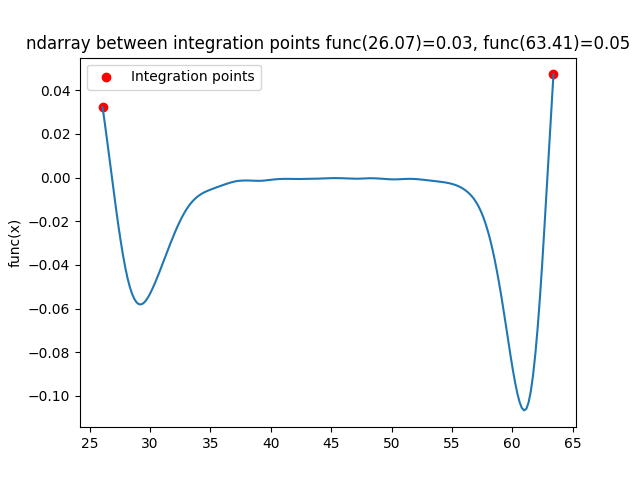 ndarray between integration points func(26.07)=0.03, func(63.41)=0.05
Integration points
func(x)
0.04
0.02
0.00
−0.02
−0.04
−0.06
−0.08
−0.10
25 30 35 40 45 50 55 60 65